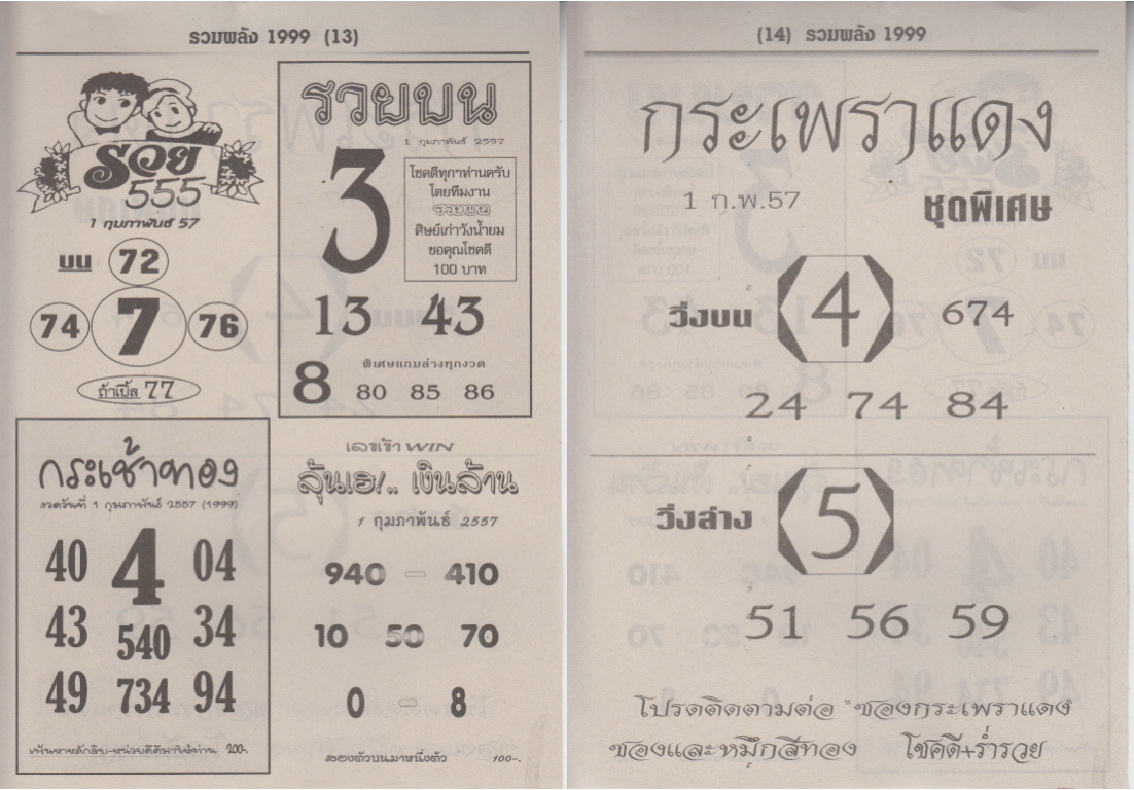 รวมพลัง 1999 (13)
รวย
555
1 กุมภาพันธ์ 57
บน 72
74 7 76
ถ้าเบิ้ล 77
รวยบน
1 กุมภาพันธ์ 2557
3
โชคดีทุกาท่านครับ
โดยทีมงาน
รวยบน
ศิษย์เก่าวังน้ำยม
ขอคุณโชคดี
100 บาท
13 43
พิเศษแถมล่างทุกงวด
8 80 85 86
กระเช้าทอง
งวดวันที่ 1 กุมภาพันธ์ 2557 (1999)
40 4 04
43 540 34
49 734 94
200-.
เลขเข้า WIN
ลุ้นเฮ!.. เงินล้าน
1 กุมภาพันธ์ 2557
940 - 410
10 50 70
0 - 8
สองตัวบนมาหนึ่งตัว 100-.
(14) รวมพลัง 1999
กระเพราแดง
1 ก.พ.57 ชุดพิเศษ
วิ่งบน 4 674
24 74 84
วิ่งล่าง 5
51 56 59
โปรดติดตามต่อ "ซองกระเพราแดง
ซองและหมึกสีทอง โชคดี+ร่ำรวย